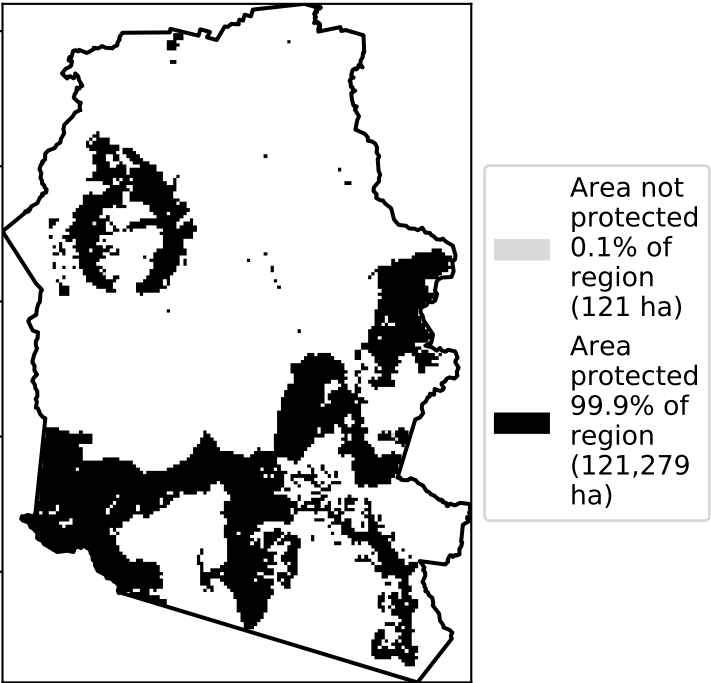 Area not
protected
0.1% of
region
(121 ha)
Area
protected
99.9% of
region
(121,279
ha)